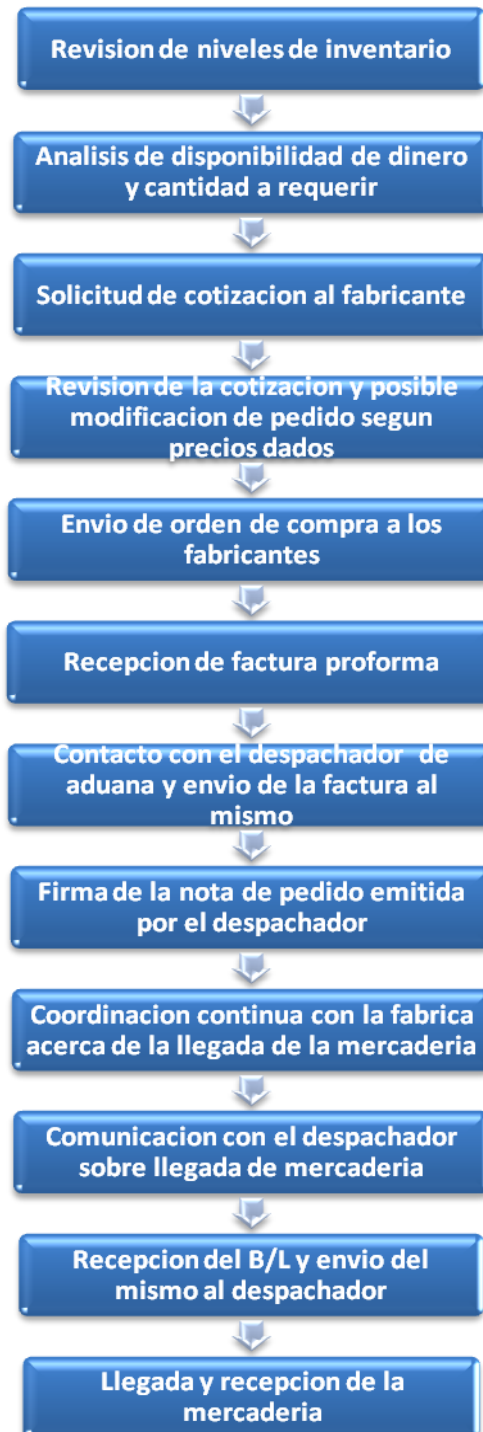 Revision de niveles de inventario
Analisis de disponibilidad de dinero
y cantidad a requerir
Solicitud de cotizacion al fabricante
Revision de la cotizacion y posible
modificacion de pedido segun
precios dados
Envio de orden de compra a los
fabricantes
Recepcion de factura proforma
Contacto con el despachador de
aduana y envio de la factura al
mismo
Firma de la nota de pedido emitida
por el despachador
Coordinacion continua con la fabrica
acerca de la llegada de la mercaderia
Comunicacion con el despachador
sobre llegada de mercaderia
Recepcion del B/L y envio del
mismo al despachador
Llegada y recepcion de la
mercaderia